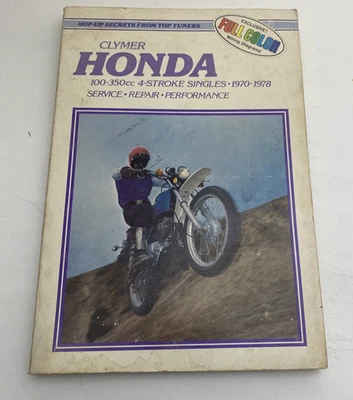 HOP-UP SECRETS FROM TOP TUNERS
EXCLUSIVE!
FULL COLOR
Wiring Diagrams
CLYMER
HONDA
100-350cc 4-STROKE SINGLES • 1970-1978
SERVICE • REPAIR • PERFORMANCE